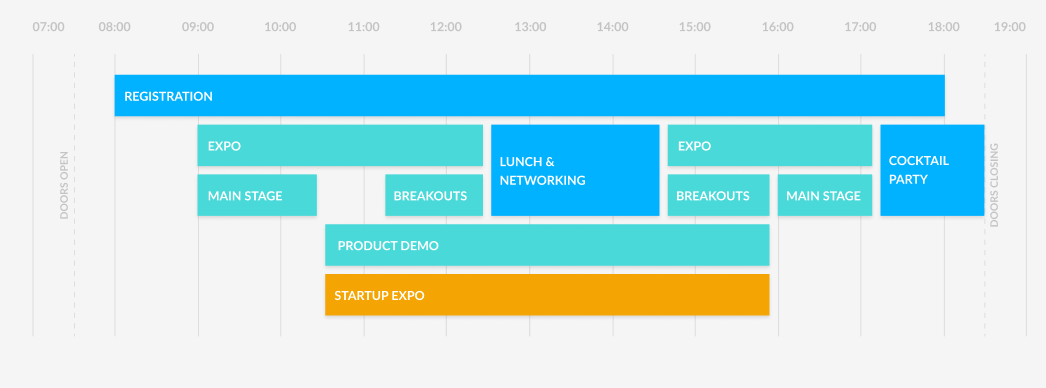 07:00 08:00 09:00 10:00 11:00 12:00 13:00 14:00 15:00 16:00 17:00 18:00 19:00
DOORS OPEN
REGISTRATION
EXPO
LUNCH &
NETWORKING
EXPO
COCKTAIL
PARTY
MAIN STAGE
BREAKOUTS
BREAKOUTS
MAIN STAGE
PRODUCT DEMO
STARTUP EXPO
DOORS CLOSING